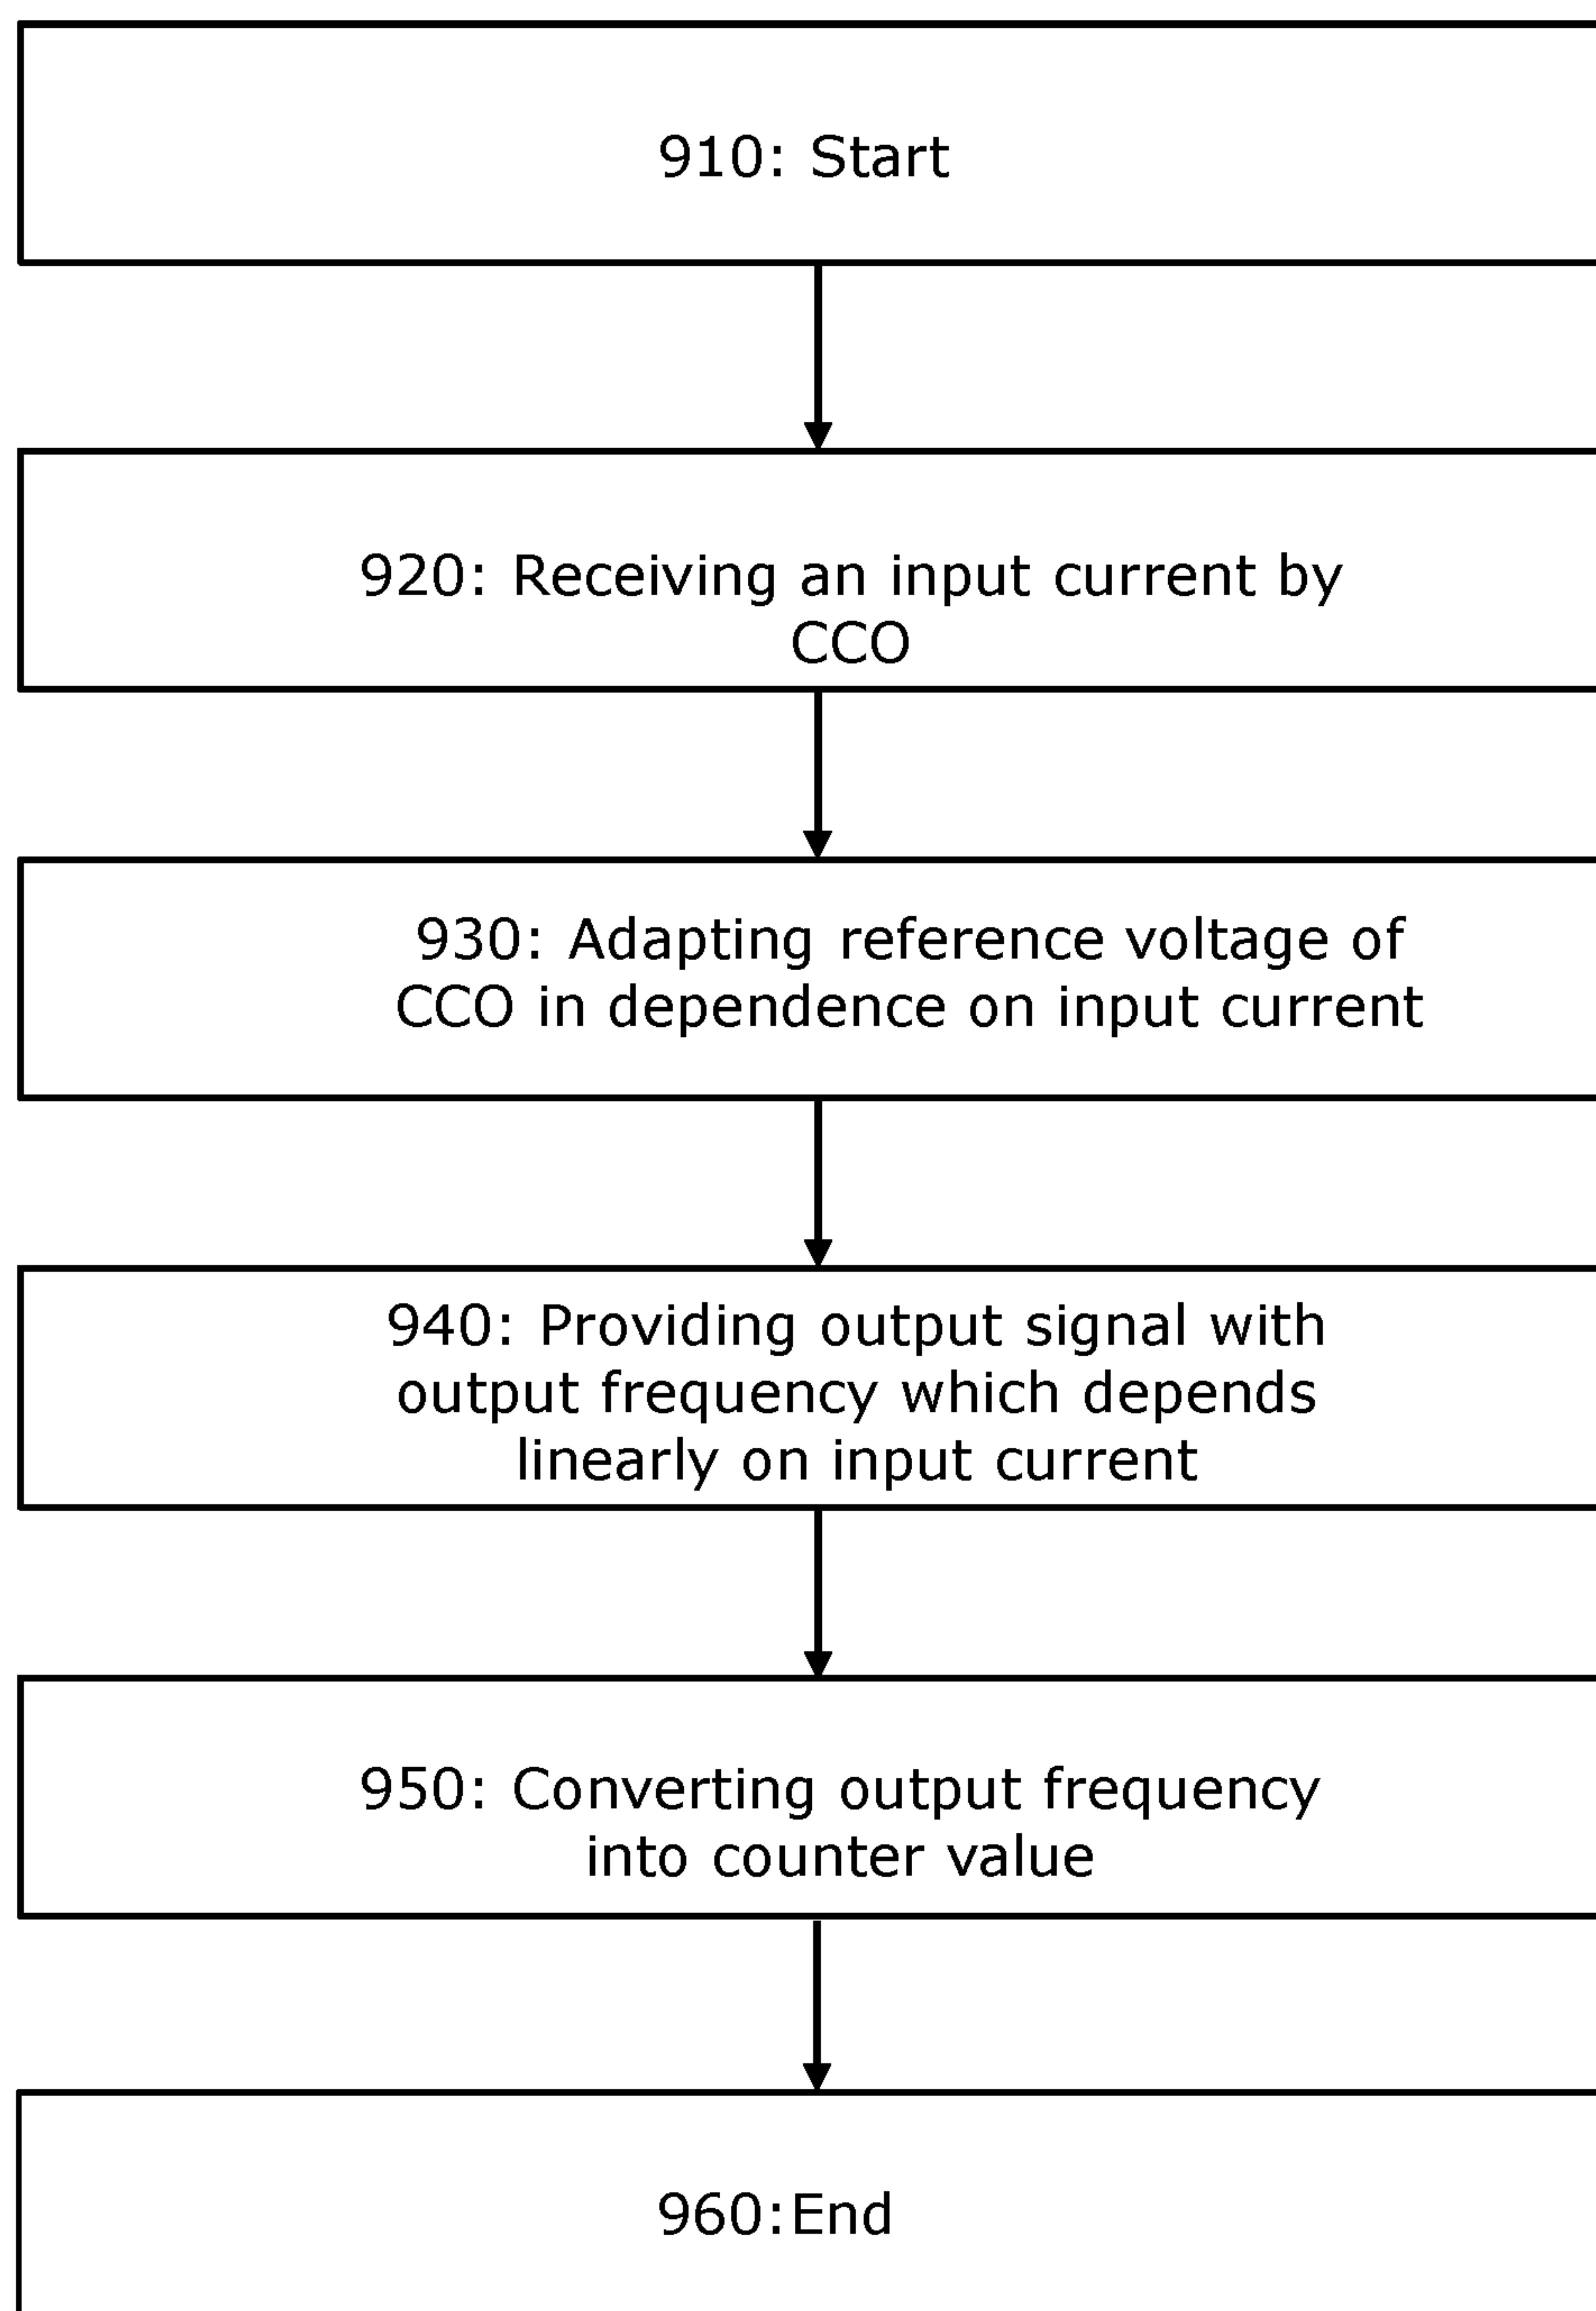 910: Start
920: Receiving an input current by
CCO
930: Adapting reference voltage of
CCO in dependence on input current
940: Providing output signal with
output frequency which depends
linearly on input current
950: Converting output frequency
into counter value
960:End